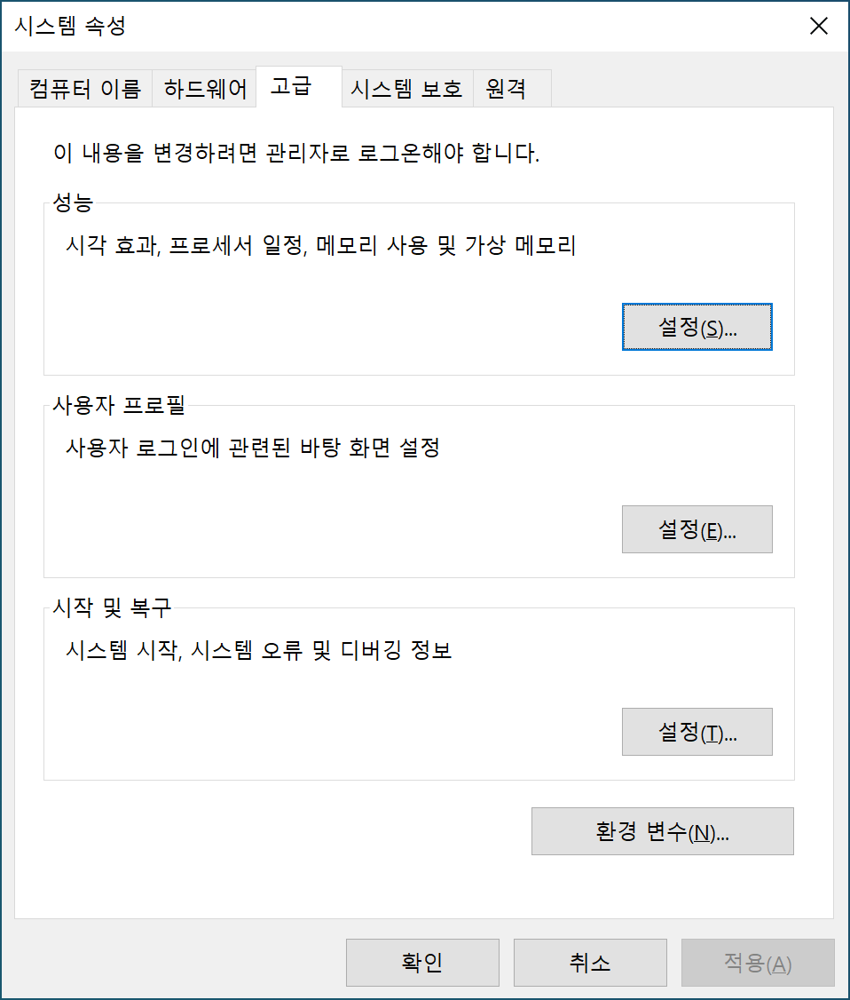 시스템 속성
컴퓨터 이름 하드웨어 고급 시스템 보호 원격
이 내용을 변경하려면 관리자로 로그온해야 합니다.
성능
시각 효과, 프로세서 일정, 메모리 사용 및 가상 메모리
설정(S)...
사용자 프로필
사용자 로그인에 관련된 바탕 화면 설정
설정(E)...
시작 및 복구
시스템 시작, 시스템 오류 및 디버깅 정보
설정(T)...
환경 변수(N)...
확인 취소 적용(A)